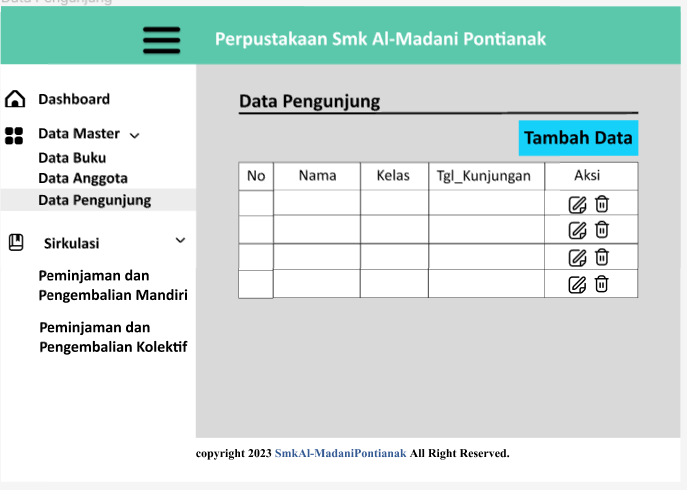 Data Pengunjung
Perpustakaan Smk Al-Madani Pontianak
Dashboard
Data Master
Data Buku
Data Anggota
Data Pengunjung
Sirkulasi
Peminjaman dan
Pengembalian Mandiri
Peminjaman dan
Pengembalian Kolektif
Data Pengunjung
Tambah Data
No Nama Kelas Tgl_Kunjungan Aksi
copyright 2023 SmkAl-MadaniPontianak All Right Reserved.